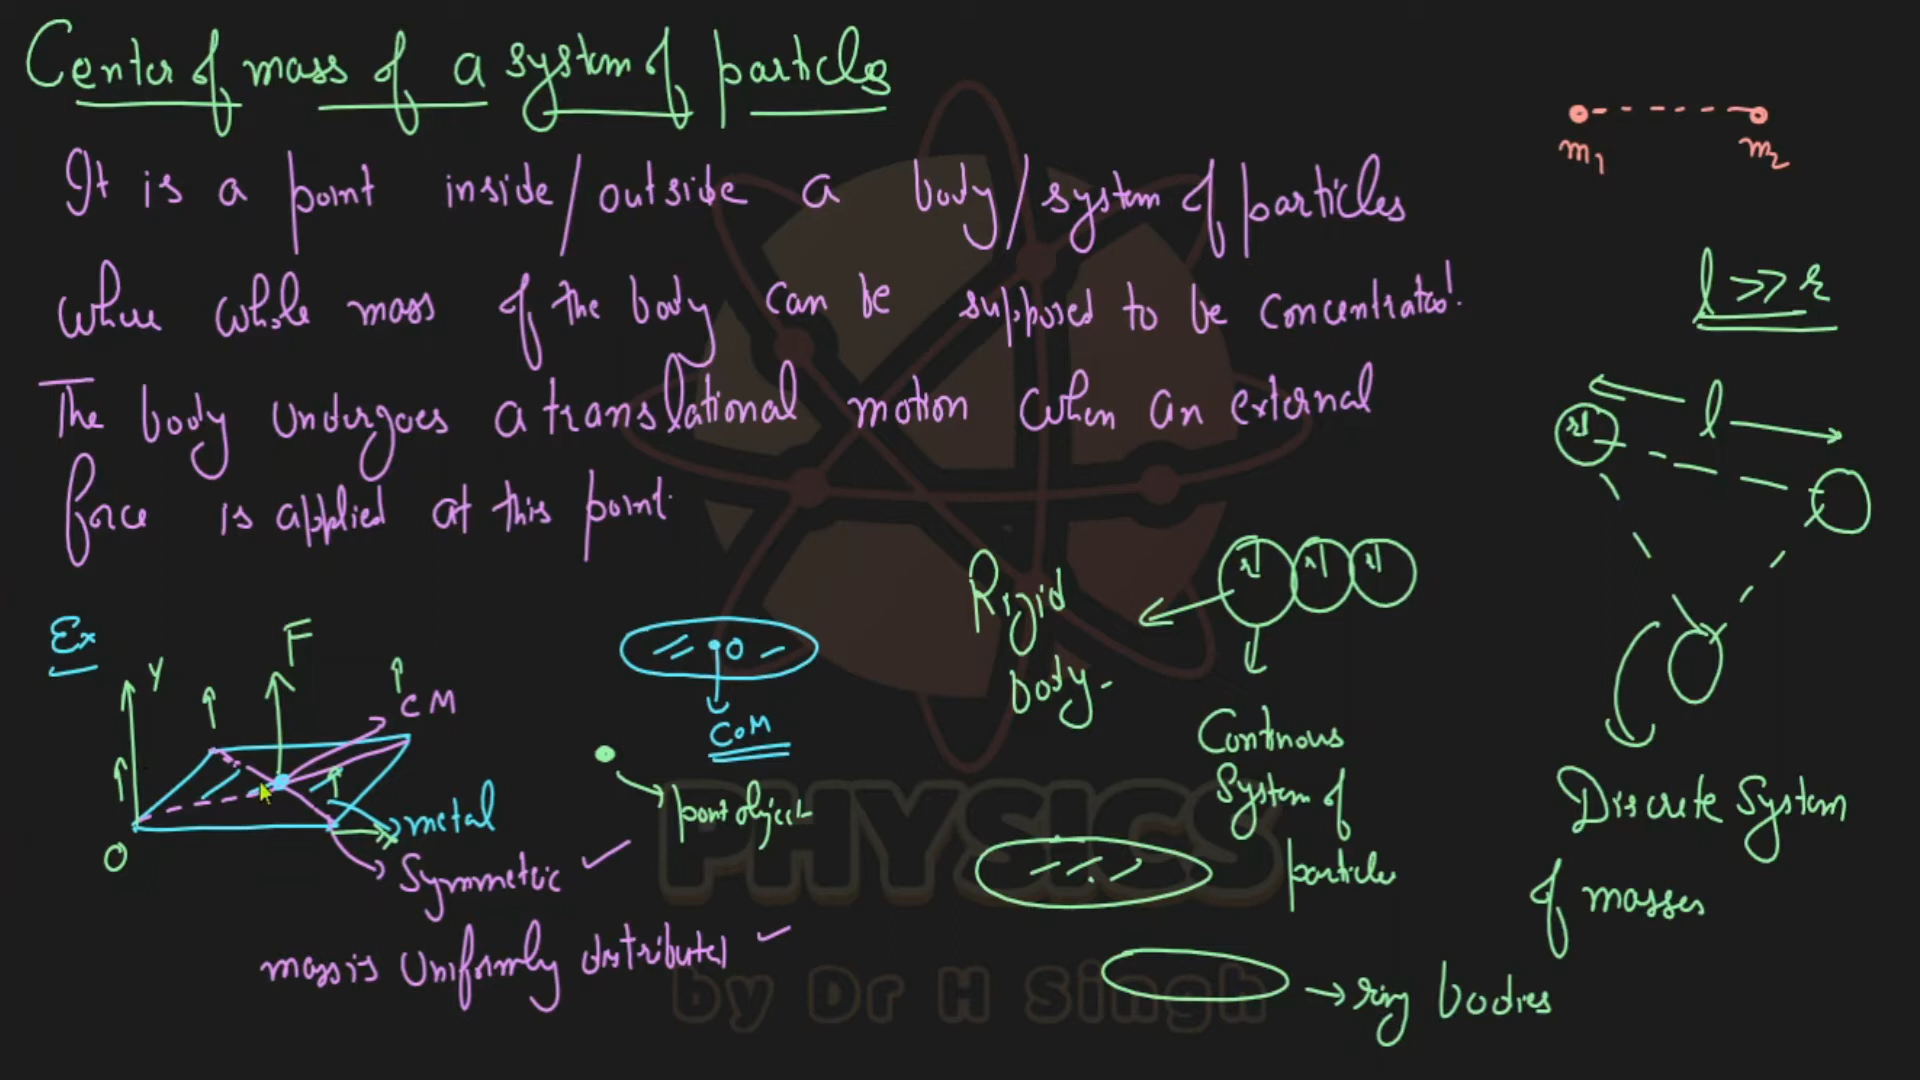 Center of mass of a system of particles
It is a point inside/outside a body/system of particles
where whole mass of the body can be supposed to be concentrated.
The body undergoes a translational motion when an external
force is applied at this point.
m1 m2
l >> r
r l
Ex
Y
F
CM
O
metal
Symmetric ✓
mass is Uniformly distributed ✓
O
CoM
point object
Rigid
body
r r r
Continous
System of
particles
ring bodies
Discrete System
of masses
PHYSICS
by Dr H Singh